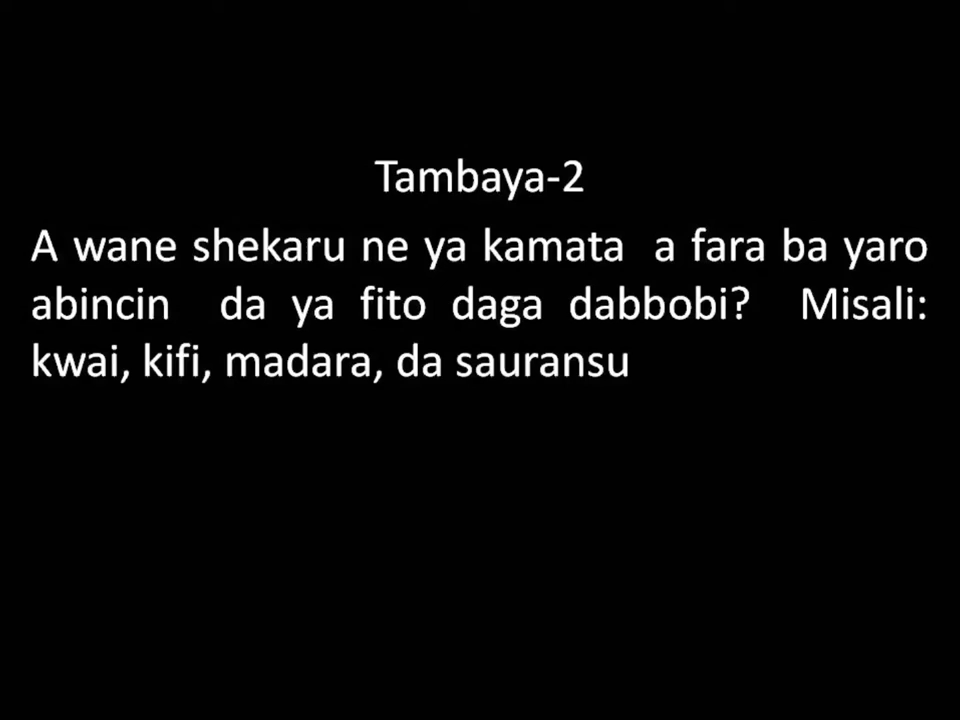 Tambaya-2
A wane shekaru ne ya kamata a fara ba yaro
abincin da ya fito daga dabbobi? Misali:
kwai, kifi, madara, da sauransu